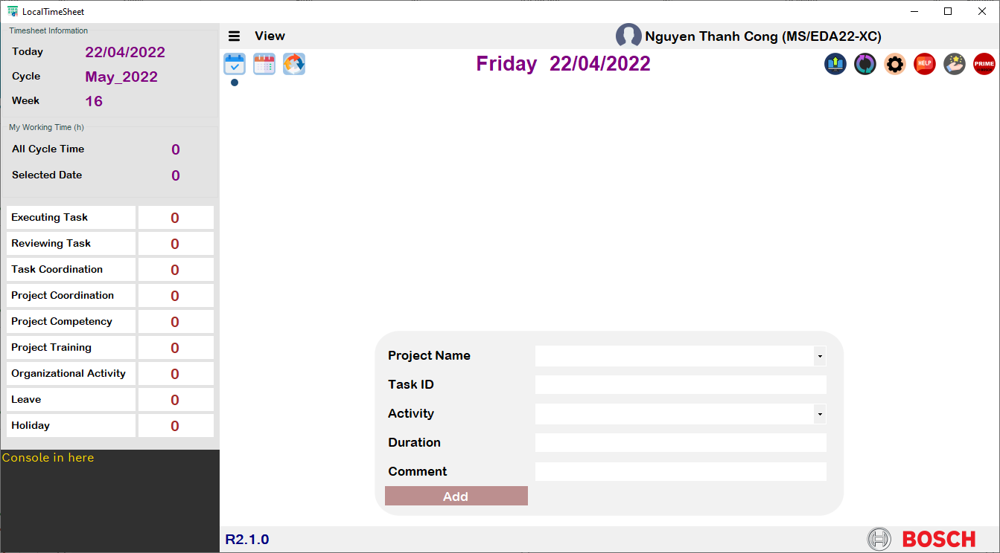 LocalTimeSheet
Timesheet Information
Today 22/04/2022
Cycle May_2022
Week 16
My Working Time (h)
All Cycle Time 0
Selected Date 0
Executing Task 0
Reviewing Task 0
Task Coordination 0
Project Coordination 0
Project Competency 0
Project Training 0
Organizational Activity 0
Leave 0
Holiday 0
Console in here
View
Nguyen Thanh Cong (MS/EDA22-XC)
Friday 22/04/2022
HELP
PRIME
Project Name
Task ID
Activity
Duration
Comment
Add
R2.1.0
BOSCH